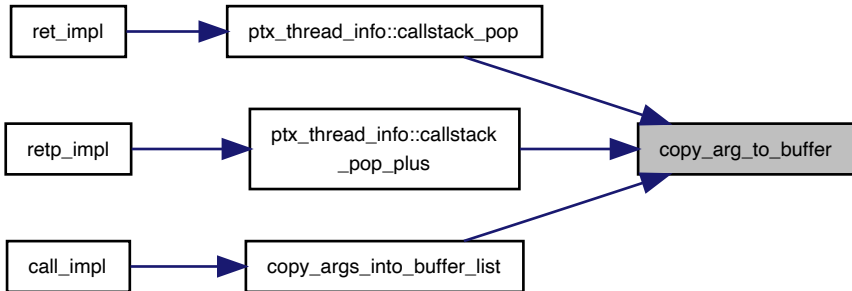 ret_impl
ptx_thread_info::callstack_pop
retp_impl
ptx_thread_info::callstack
_pop_plus
copy_arg_to_buffer
call_impl
copy_args_into_buffer_list